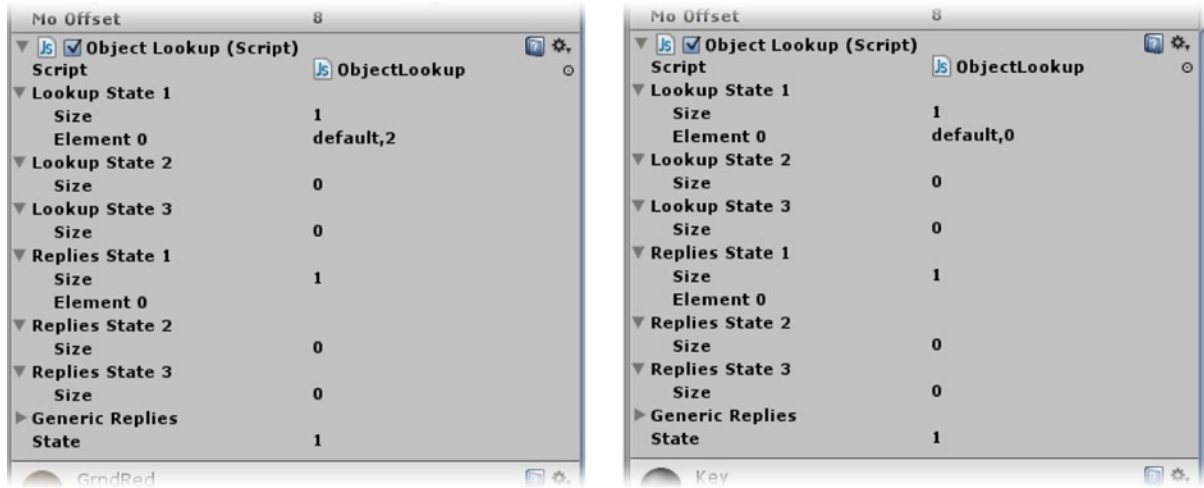 Mo Offset 8
Object Lookup (Script)
Script Js ObjectLookup
Lookup State 1
Size 1
Element 0 default,2
Lookup State 2
Size 0
Lookup State 3
Size 0
Replies State 1
Size 1
Element 0
Replies State 2
Size 0
Replies State 3
Size 0
Generic Replies
State 1
GrndRed
Mo Offset 8
Js Object Lookup (Script)
Script Js ObjectLookup
Lookup State 1
Size 1
Element 0 default,0
Lookup State 2
Size 0
Lookup State 3
Size 0
Replies State 1
Size 1
Element 0
Replies State 2
Size 0
Replies State 3
Size 0
Generic Replies
State 1
Key